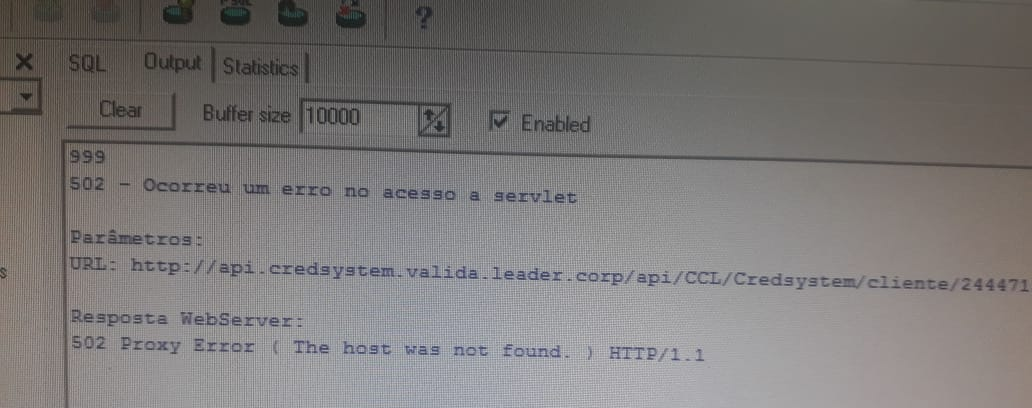 ?
SQL Output Statistics
Clear Buffer size 10000 Enabled
999
502 - Ocorreu um erro no acesso a servlet
Parâmetros:
URL: http://api.credsystem.valida.leader.corp/api/CCL/Credsystem/cliente/244471
s
Resposta WebServer:
502 Proxy Error ( The host was not found. ) HTTP/1.1